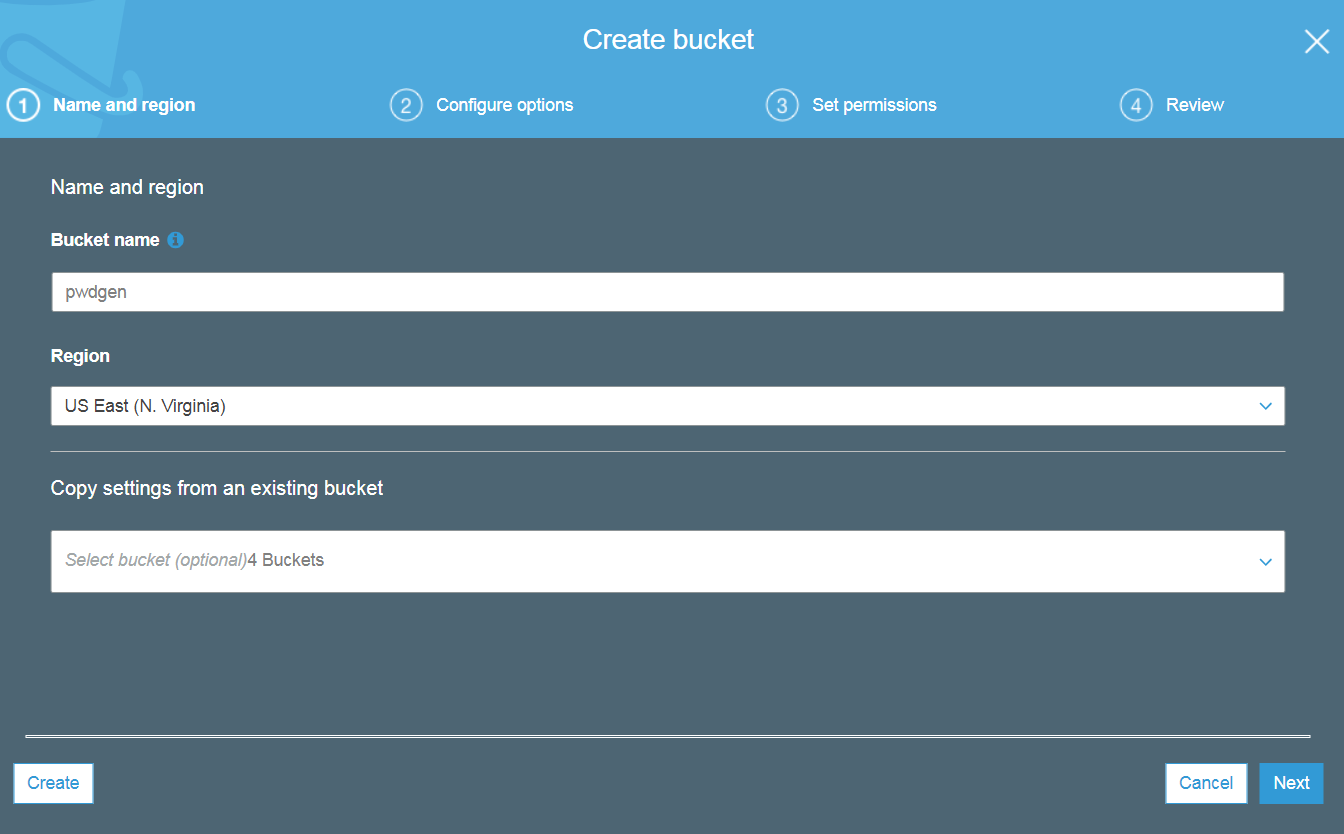 Create bucket
1 Name and region 2 Configure options 3 Set permissions 4 Review
Name and region
Bucket name
pwdgen
Region
US East (N. Virginia)
Copy settings from an existing bucket
Select bucket (optional)4 Buckets
Create Cancel Next